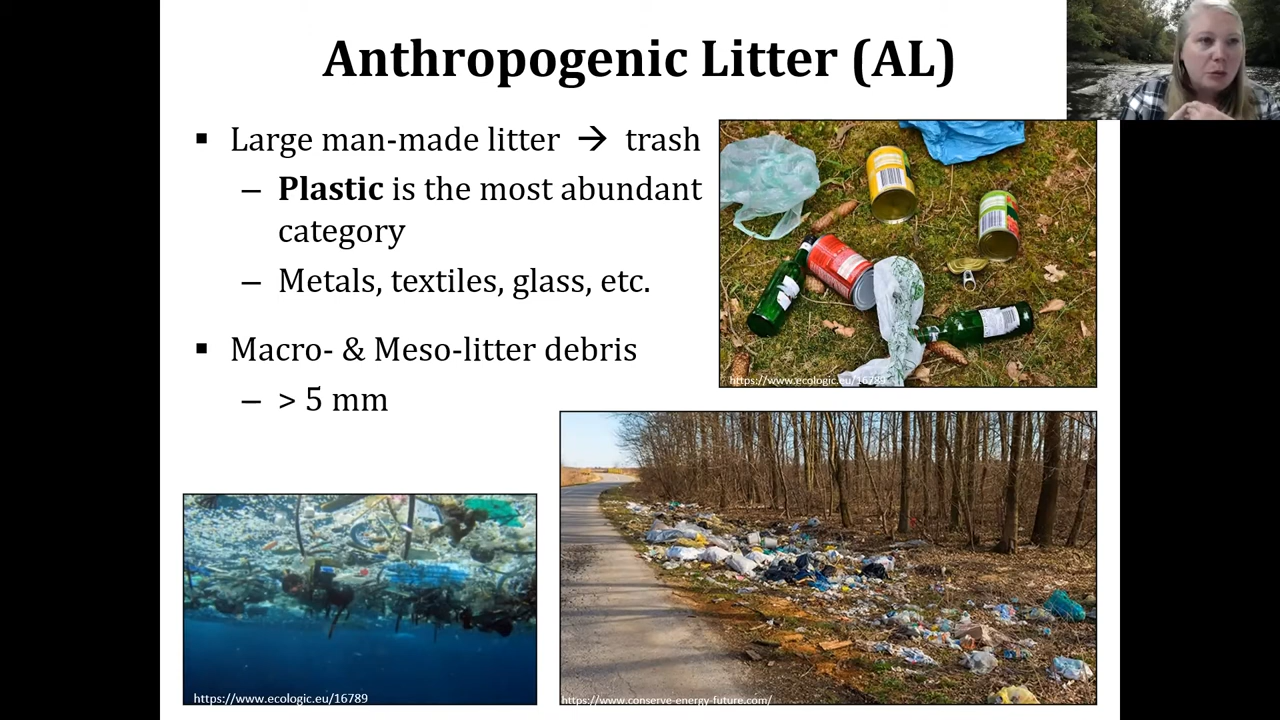 Anthropogenic Litter (AL)
▪ Large man-made litter → trash
– Plastic is the most abundant
category
– Metals, textiles, glass, etc.
▪ Macro- & Meso-litter debris
– > 5 mm
https://www.ecologic.eu/16789
https://www.ecologic.eu/16789
https://www.conserve-energy-future.com/